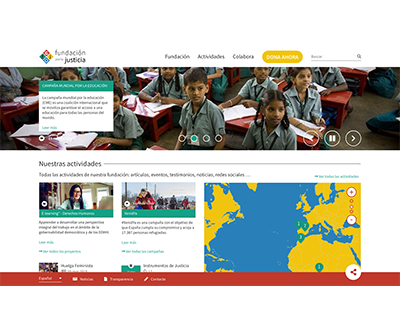 fundación
justicia
Fundación
Actividades
Colabora
DONA AHORA
Buscar
CAMPAÑA MUNDIAL POR LA EDUCACIÓN
La campaña mundial por la educación
(CME) es una coalición internacional que
se moviliza garantizar el acceso a una
educación para todas las personas del
mundo.
Leer más
Nuestras actividades
Todas las actividades de nuestra fundación: artículos, eventos, testimonios, noticias, redes sociales ...
Ver todas las actividades
E-learning - Derechos Humanos
Aprender a desarrollar una perspectiva
integral del trabajo en el ámbito de la
gobernabilidad democrática y de los DDHH.
Leer más
Ver todos los proyectos
#VenidYa
#VenidYa es una campaña con el objetivo de
que España cumpla su compromiso y acoja a
17.387 personas refugiadas.
Leer más
Ver todas las campañas
Huelga Feminista
Instrumentos de Justicia
Español
Noticias
Transparencia
Contacto